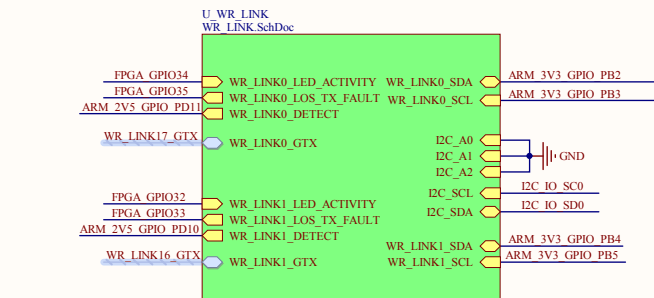 U_WR_LINK
WR_LINK.SchDoc
FPGA_GPIO34 WR_LINK0_LED_ACTIVITY WR_LINK0_SDA ARM_3V3_GPIO_PB2
FPGA_GPIO35 WR_LINK0_LOS_TX_FAULT WR_LINK0_SCL ARM_3V3_GPIO_PB3
ARM_2V5_GPIO_PD11 WR_LINK0_DETECT
WR_LINK17_GTX WR_LINK0_GTX I2C_A0
I2C_A1 GND
I2C_A2
FPGA_GPIO32 WR_LINK1_LED_ACTIVITY I2C_SCL I2C_IO_SC0
FPGA_GPIO33 WR_LINK1_LOS_TX_FAULT I2C_SDA I2C_IO_SD0
ARM_2V5_GPIO_PD10 WR_LINK1_DETECT WR_LINK1_SDA ARM_3V3_GPIO_PB4
WR_LINK16_GTX WR_LINK1_GTX WR_LINK1_SCL ARM_3V3_GPIO_PB5